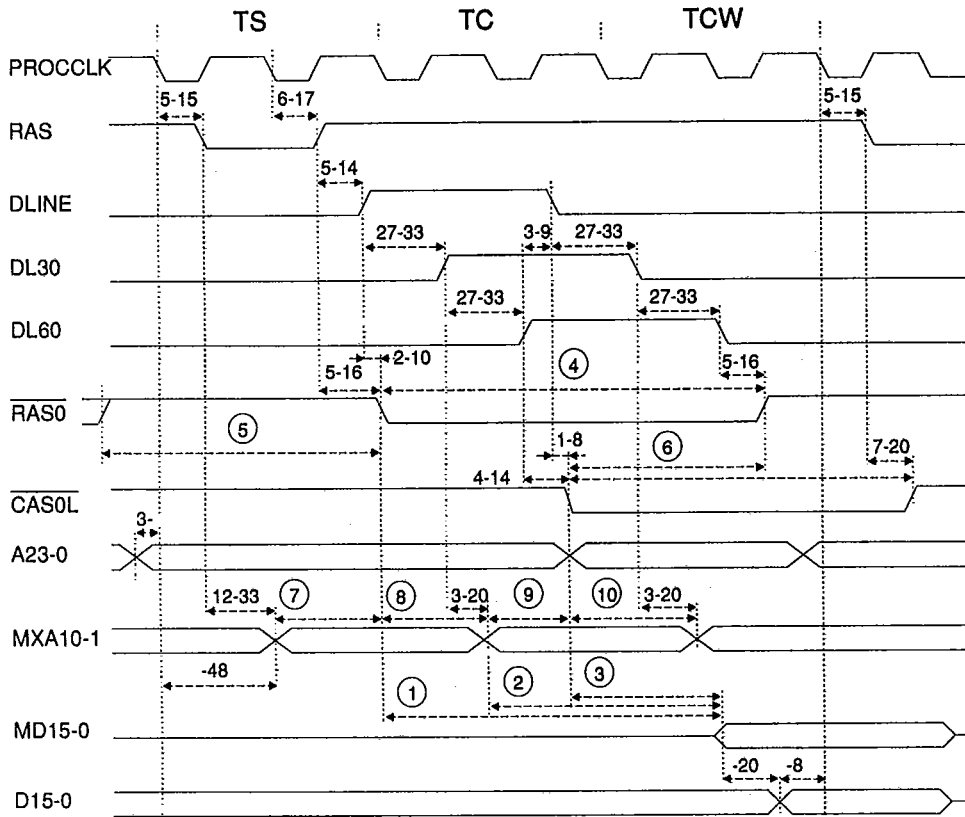 TS TC TCW
PROCCLK
5-15 6-17 5-15
RAS
5-14
DLINE
27-33 3-9 27-33
DL30
27-33 27-33
DL60
2-10
5-16 4 5-16
RAS0
5 1-8 6 7-20
4-14
CAS0L
3-
A23-0
12-33 7 8 3-20 9 10 3-20
MXA10-1
-48 1 2 3
MD15-0
-20 -8
D15-0